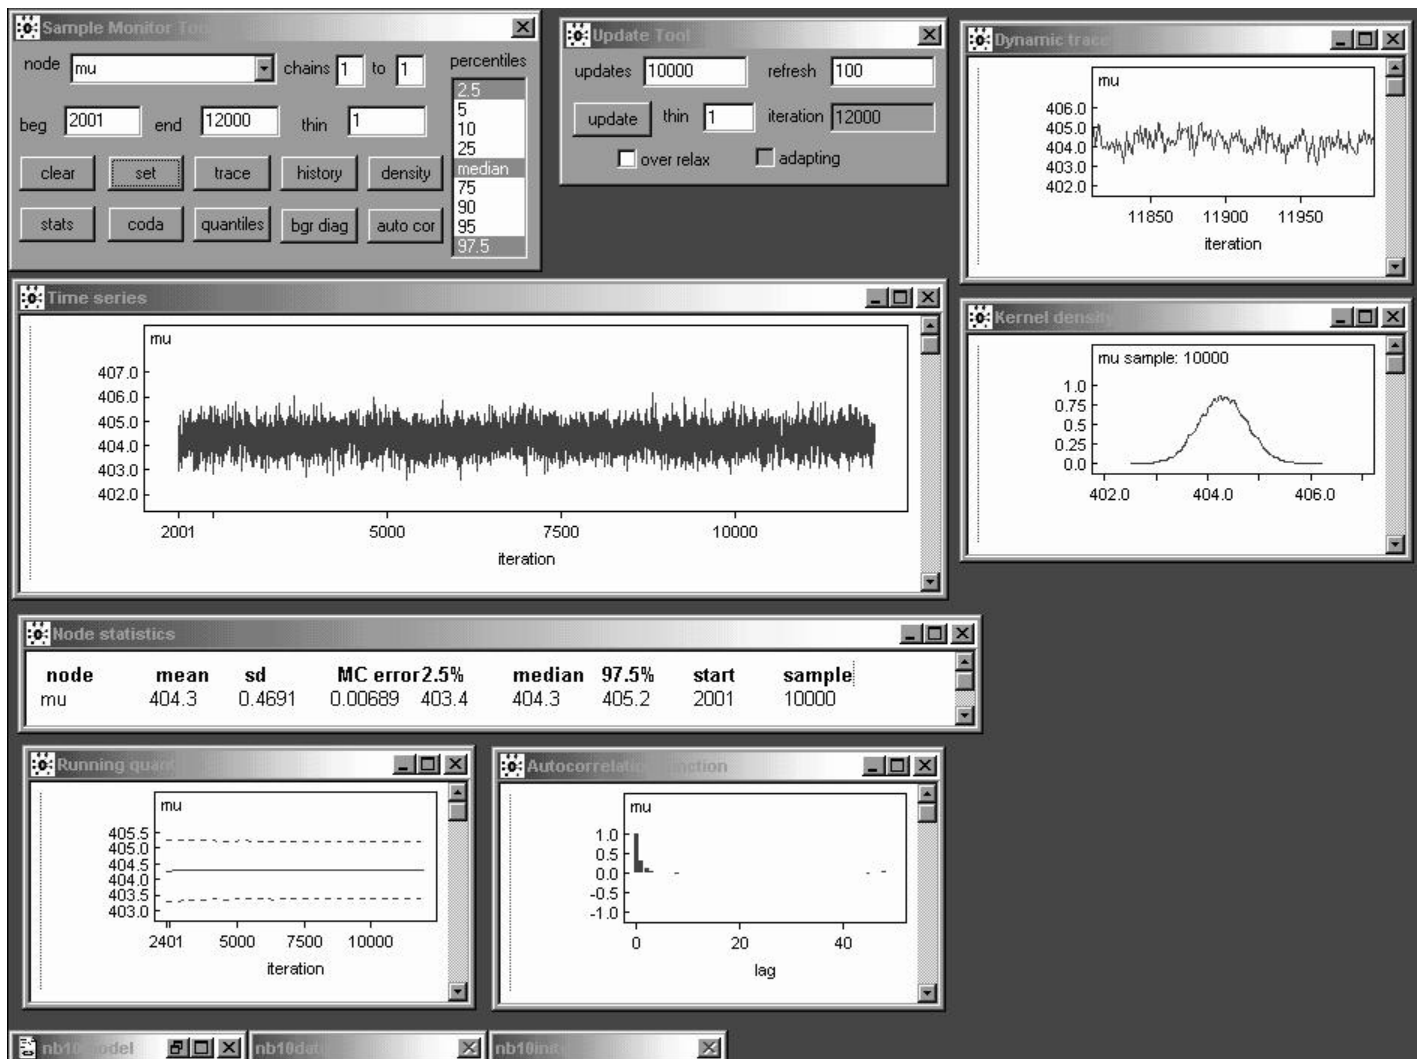 Sample Monitor Too
node mu chains 1 to 1 percentiles
2.5
5
10
25
median
75
90
95
97.5
beg 2001 end 12000 thin 1
clear set trace history density
stats coda quantiles bgr diag auto cor
Update Tool
updates 10000 refresh 100
update thin 1 iteration 12000
over relax adapting
Dynamic trace
mu
406.0
405.0
404.0
403.0
402.0
11850 11900 11950
iteration
Time series
mu
407.0
406.0
405.0
404.0
403.0
402.0
2001 5000 7500 10000
iteration
Kernel density
mu sample: 10000
1.0
0.75
0.5
0.25
0.0
402.0 404.0 406.0
Node statistics
node mean sd MC error 2.5% median 97.5% start sample
mu 404.3 0.4691 0.00689 403.4 404.3 405.2 2001 10000
Running quant
mu
405.5
405.0
404.5
404.0
403.5
403.0
2401 5000 7500 10000
iteration
Autocorrelation function
mu
1.0
0.5
0.0
-0.5
-1.0
0 20 40
lag
nb10model nb10dat nb10init